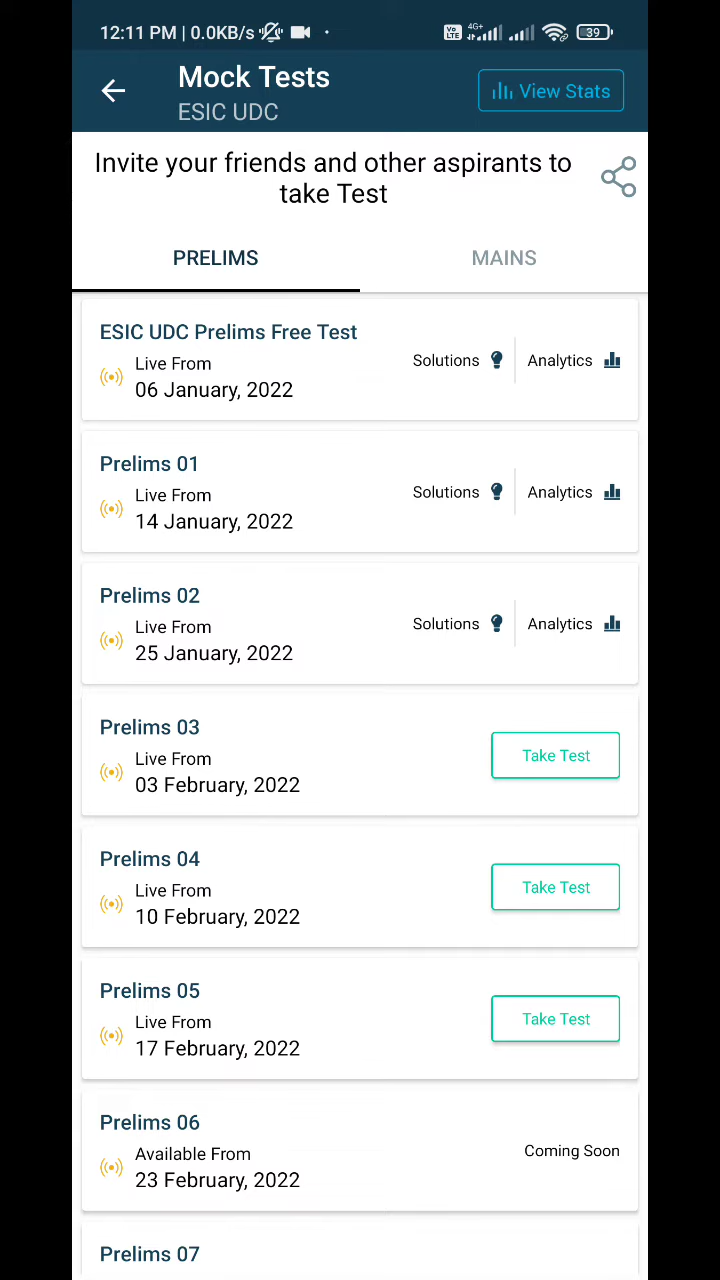 12:11 PM | 0.0KB/s
Vo LTE 4G+ 39
Mock Tests
ESIC UDC
View Stats
Invite your friends and other aspirants to
take Test
PRELIMS MAINS
ESIC UDC Prelims Free Test
Live From
06 January, 2022
Solutions Analytics
Prelims 01
Live From
14 January, 2022
Solutions Analytics
Prelims 02
Live From
25 January, 2022
Solutions Analytics
Prelims 03
Live From
03 February, 2022
Take Test
Prelims 04
Live From
10 February, 2022
Take Test
Prelims 05
Live From
17 February, 2022
Take Test
Prelims 06
Available From
23 February, 2022
Coming Soon
Prelims 07